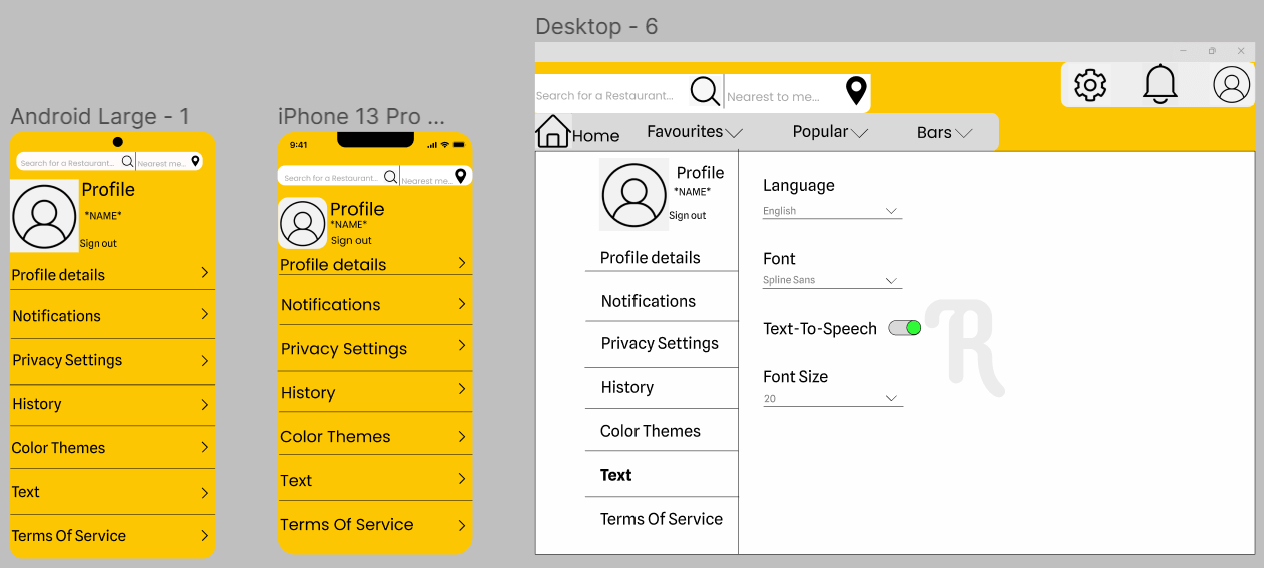 Desktop - 6
Android Large - 1
iPhone 13 Pro ...
Search for a Restaurant...
Nearest me...
Profile
*NAME*
Sign out
Profile details
Notifications
Privacy Settings
History
Color Themes
Text
Terms Of Service
9:41
Search for a Restaurant...
Nearest me...
Profile
*NAME*
Sign out
Profile details
Notifications
Privacy Settings
History
Color Themes
Text
Terms Of Service
Search for a Restaurant...
Nearest to me...
Home
Favourites
Popular
Bars
Profile
*NAME*
Sign out
Profile details
Notifications
Privacy Settings
History
Color Themes
Text
Terms Of Service
Language
English
Font
Spline Sans
Text-To-Speech
Font Size
20
R